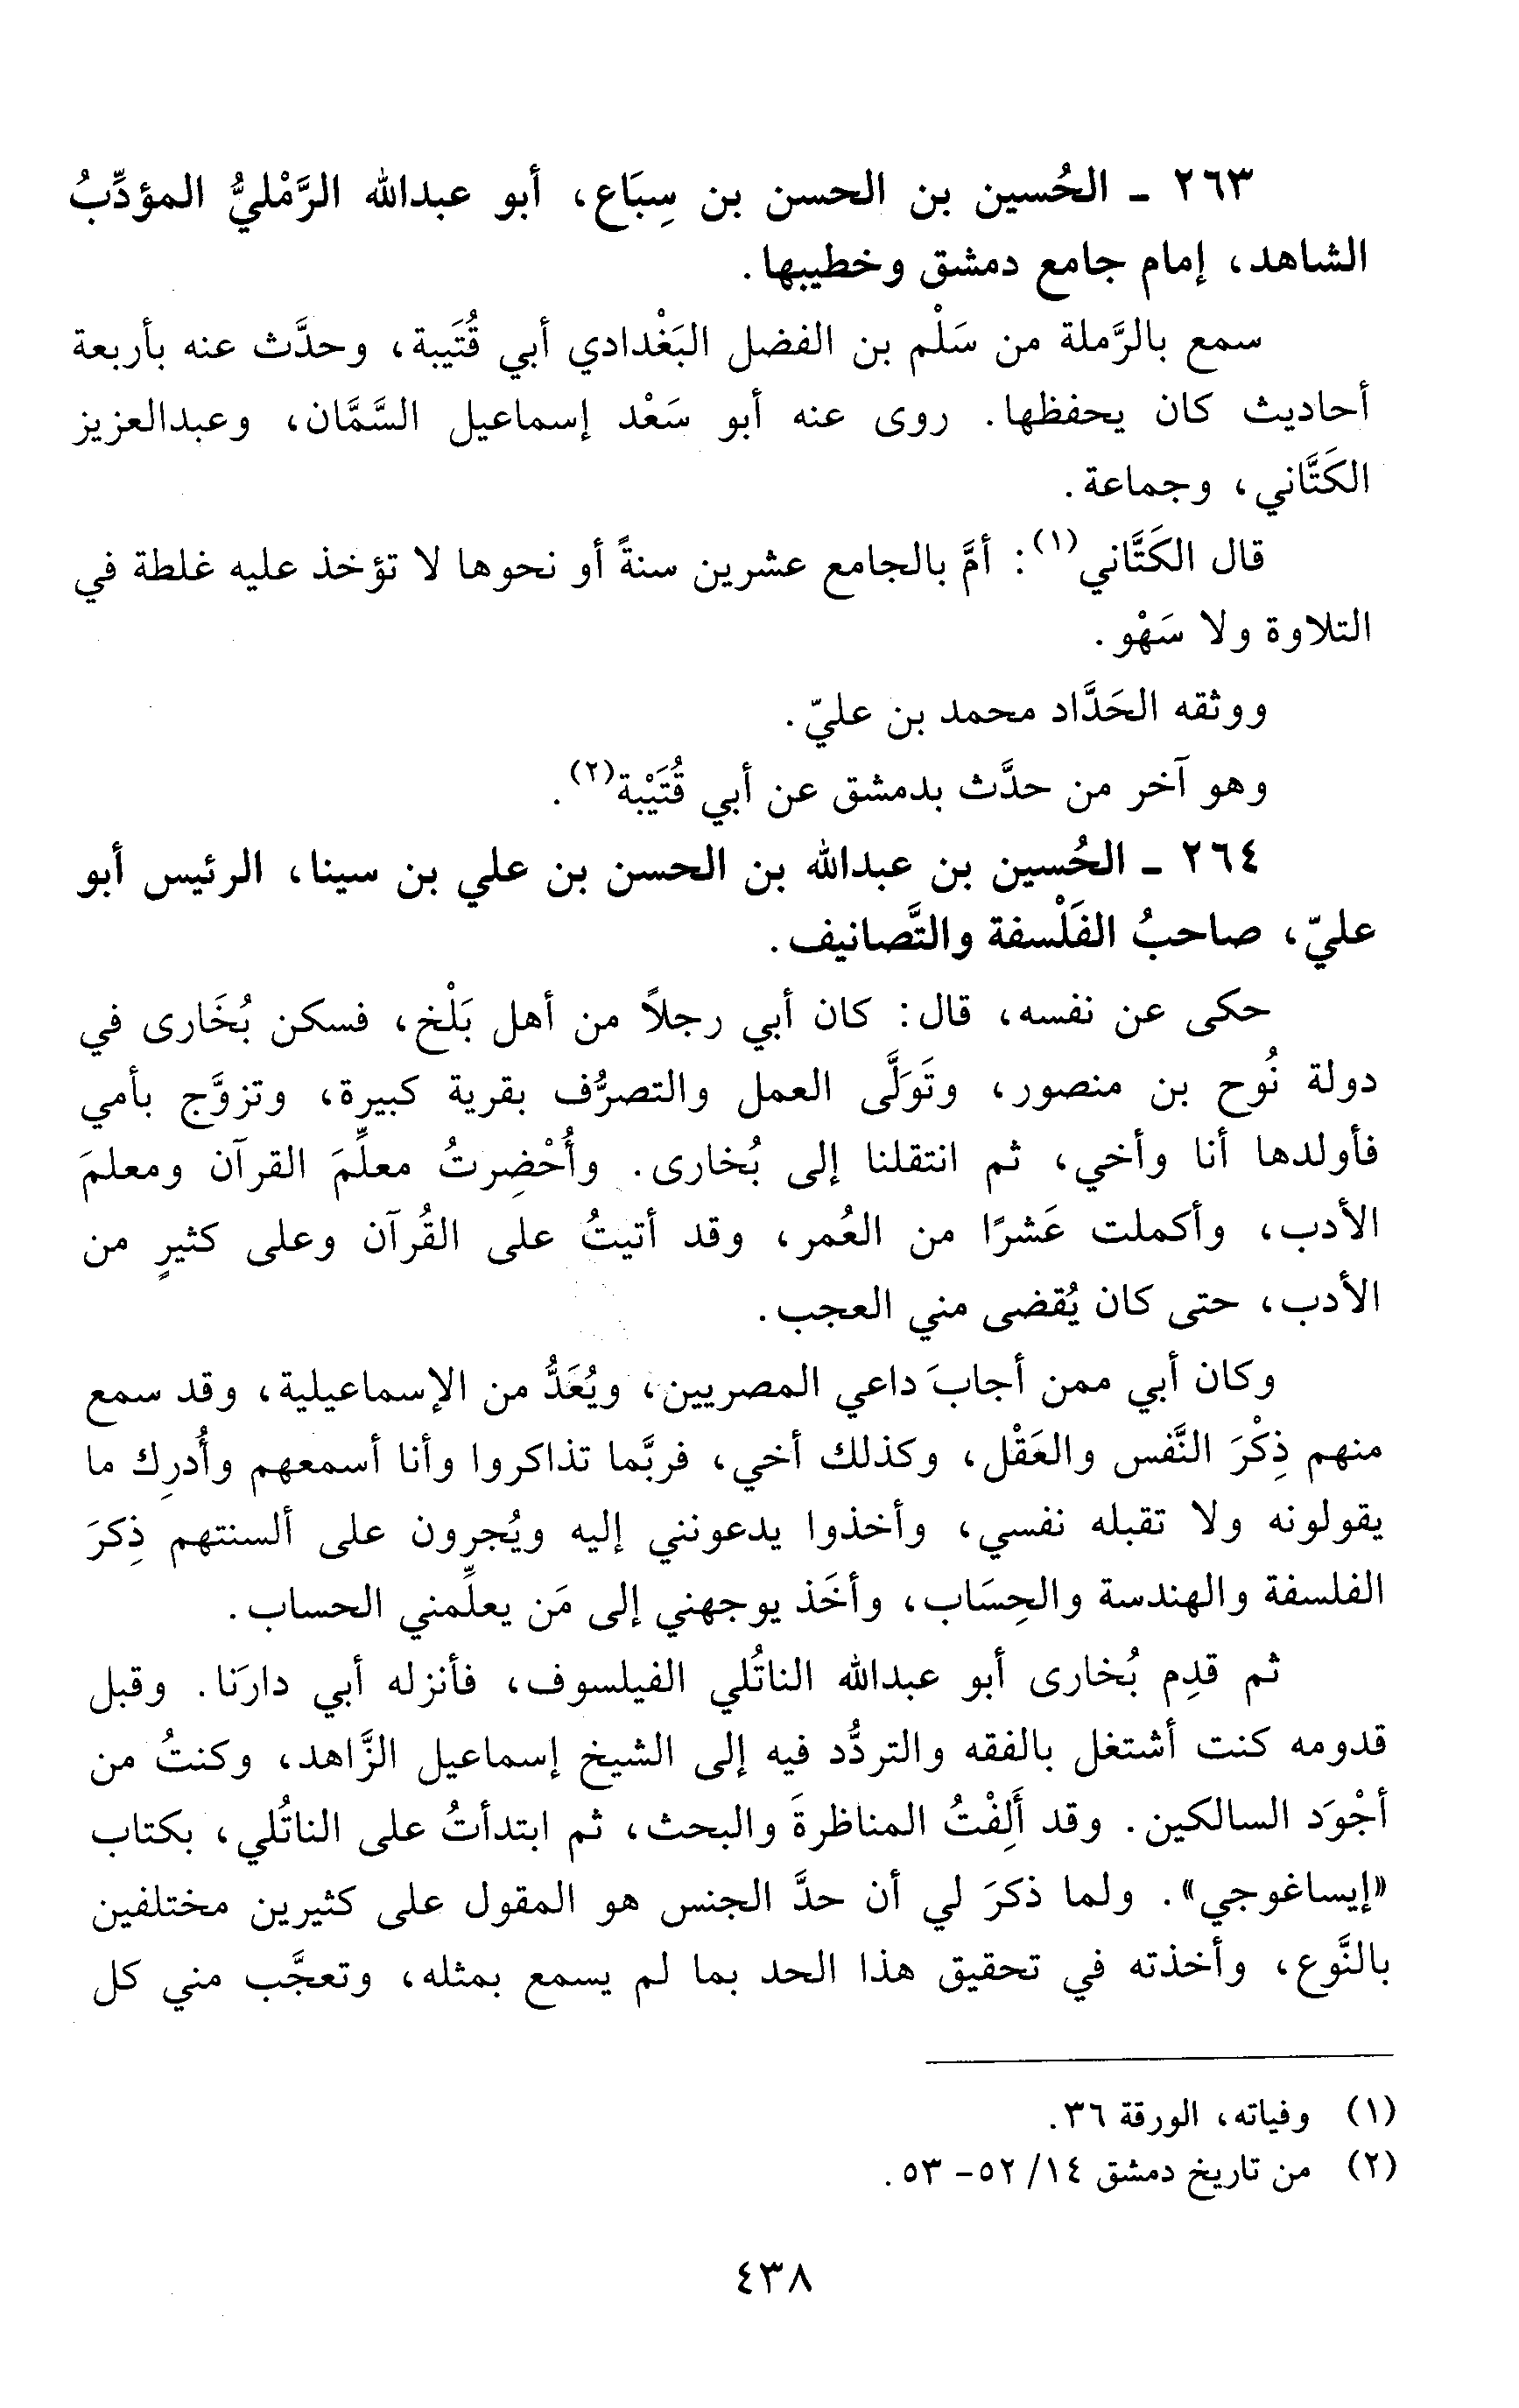 ٢٦٣ - الحُسين بن الحسن بن سِبَاع، أبو عبدالله الرَّمْليُّ المؤدِّبُ
الشاهد، إمام جامع دمشق وخطيبها.
سمع بالرَّملة من سَلْم بن الفضل البَغْدادي أبي قُتَيبة، وحدَّث عنه بأربعة
أحاديث كان يحفظها. روى عنه أبو سَعْد إسماعيل السَّمَّان، وعبدالعزيز
الكَتَّاني، وجماعة.
قال الكَتَّاني(١): أمَّ بالجامع عشرين سنةً أو نحوها لا تؤخذ عليه غلطة في
التلاوة ولا سَهْو.
ووثقه الحَدَّاد محمد بن عليّ.
وهو آخر من حدَّث بدمشق عن أبي قُتَيْبة(٢).
٢٦٤ - الحُسين بن عبدالله بن الحسن بن علي بن سينا، الرئيس أبو
عليّ، صاحبُ الفَلْسفة والتَّصانيف.
حكى عن نفسه، قال: كان أبي رجلاً من أهل بَلْخ، فسكن بُخَارى في
دولة نُوح بن منصور، وتَوَلَّى العمل والتصرُّف بقرية كبيرة، وتزوَّج بأمي
فأولدها أنا وأخي، ثم انتقلنا إلى بُخارى. وأُحْضِرتُ معلِّمَ القرآن ومعلمَ
الأدب، وأكملت عَشرًا من العُمر، وقد أتيتُ على القُرآن وعلى كثيرٍ من
الأدب، حتى كان يُقضى مني العجب.
وكان أبي ممن أجابَ داعي المصريين، ويُعَدُّ من الإسماعيلية، وقد سمع
منهم ذِكْرَ النَّفس والعَقْل، وكذلك أخي، فربَّما تذاكروا وأنا أسمعهم وأُدرِك ما
يقولونه ولا تقبله نفسي، وأخذوا يدعونني إليه ويُجرون على ألسنتهم ذِكرَ
الفلسفة والهندسة والحِسَاب، وأخَذ يوجهني إلى مَن يعلِّمني الحساب.
ثم قدِم بُخارى أبو عبدالله الناتُلي الفيلسوف، فأنزله أبي دارَنا. وقبل
قدومه كنت أشتغل بالفقه والتردُّد فيه إلى الشيخ إسماعيل الزَّاهد، وكنتُ من
أجْوَد السالكين. وقد أَلِفْتُ المناظرةَ والبحث، ثم ابتدأتُ على الناتُلي، بكتاب
«إيساغوجي». ولما ذكرَ لي أن حدَّ الجنس هو المقول على كثيرين مختلفين
بالنَّوع، وأخذته في تحقيق هذا الحد بما لم يسمع بمثله، وتعجَّب مني كل
(١) وفياته، الورقة ٣٦.
(٢) من تاريخ دمشق ١٤/ ٥٢- ٥٣.
٤٣٨